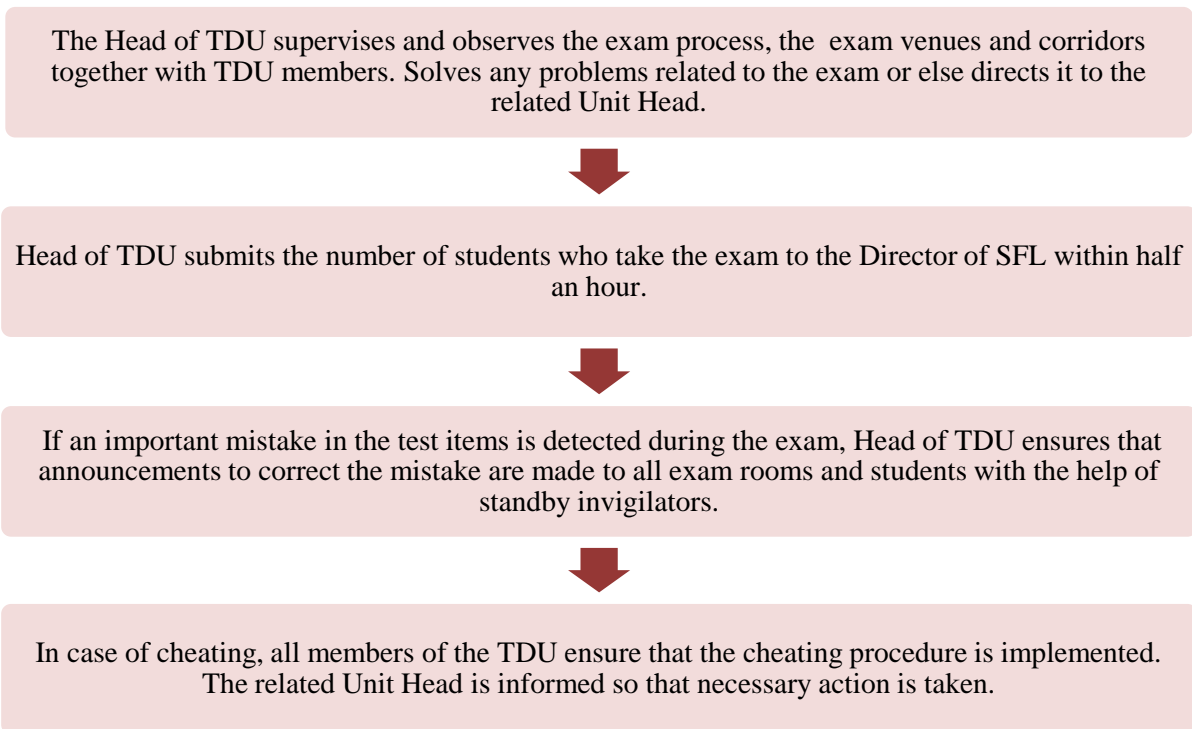 The Head of TDU supervises and observes the exam process, the  exam venues and corridors
together with TDU members. Solves any problems related to the exam or else directs it to the
related Unit Head.
Head of TDU submits the number of students who take the exam to the Director of SFL within half
an hour.
If an important mistake in the test items is detected during the exam, Head of TDU ensures that
announcements to correct the mistake are made to all exam rooms and students with the help of
standby invigilators.
In case of cheating, all members of the TDU ensure that the cheating procedure is implemented.
The related Unit Head is informed so that necessary action is taken.